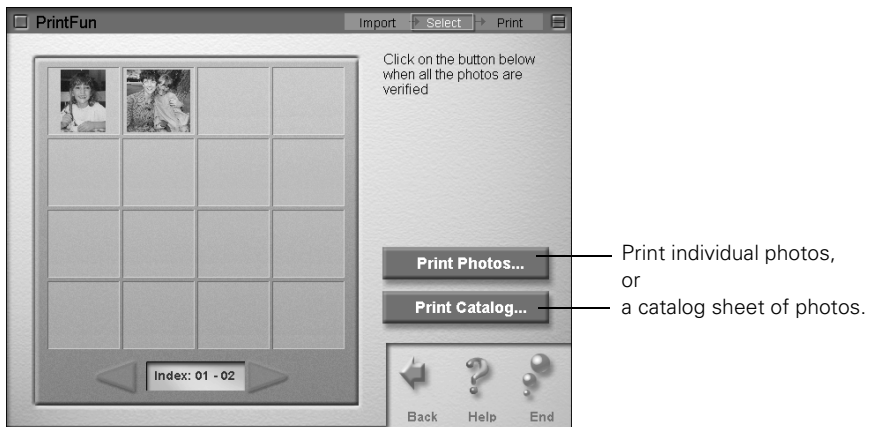 PrintFun
Import Select Print
Click on the button below
when all the photos are
verified
Print Photos...
Print Catalog...
Print individual photos,
or
a catalog sheet of photos.
Index: 01 - 02
Back Help End